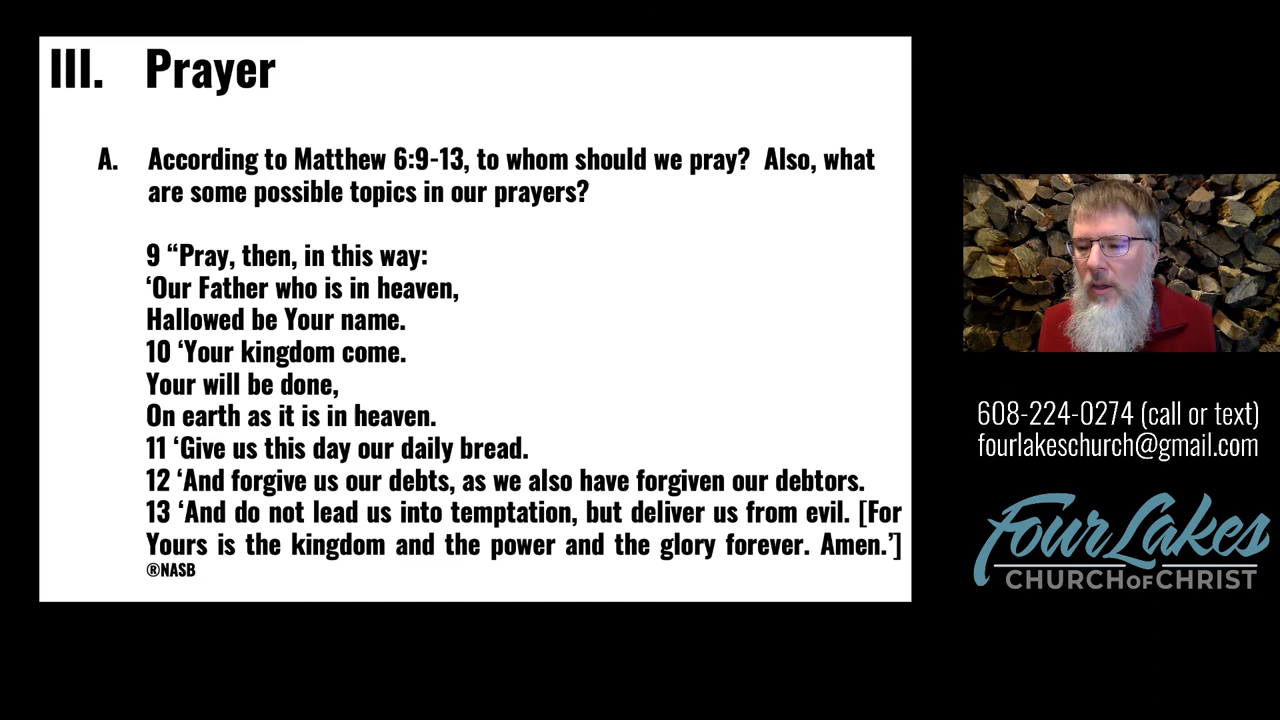 III. Prayer
A. According to Matthew 6:9-13, to whom should we pray? Also, what
are some possible topics in our prayers?
9 “Pray, then, in this way:
‘Our Father who is in heaven,
Hallowed be Your name.
10 ‘Your kingdom come.
Your will be done,
On earth as it is in heaven.
11 ‘Give us this day our daily bread.
12 ‘And forgive us our debts, as we also have forgiven our debtors.
13 ‘And do not lead us into temptation, but deliver us from evil. [For
Yours is the kingdom and the power and the glory forever. Amen.’]
®NASB
608-224-0274 (call or text)
fourlakeschurch@gmail.com
Four Lakes
CHURCH OF CHRIST